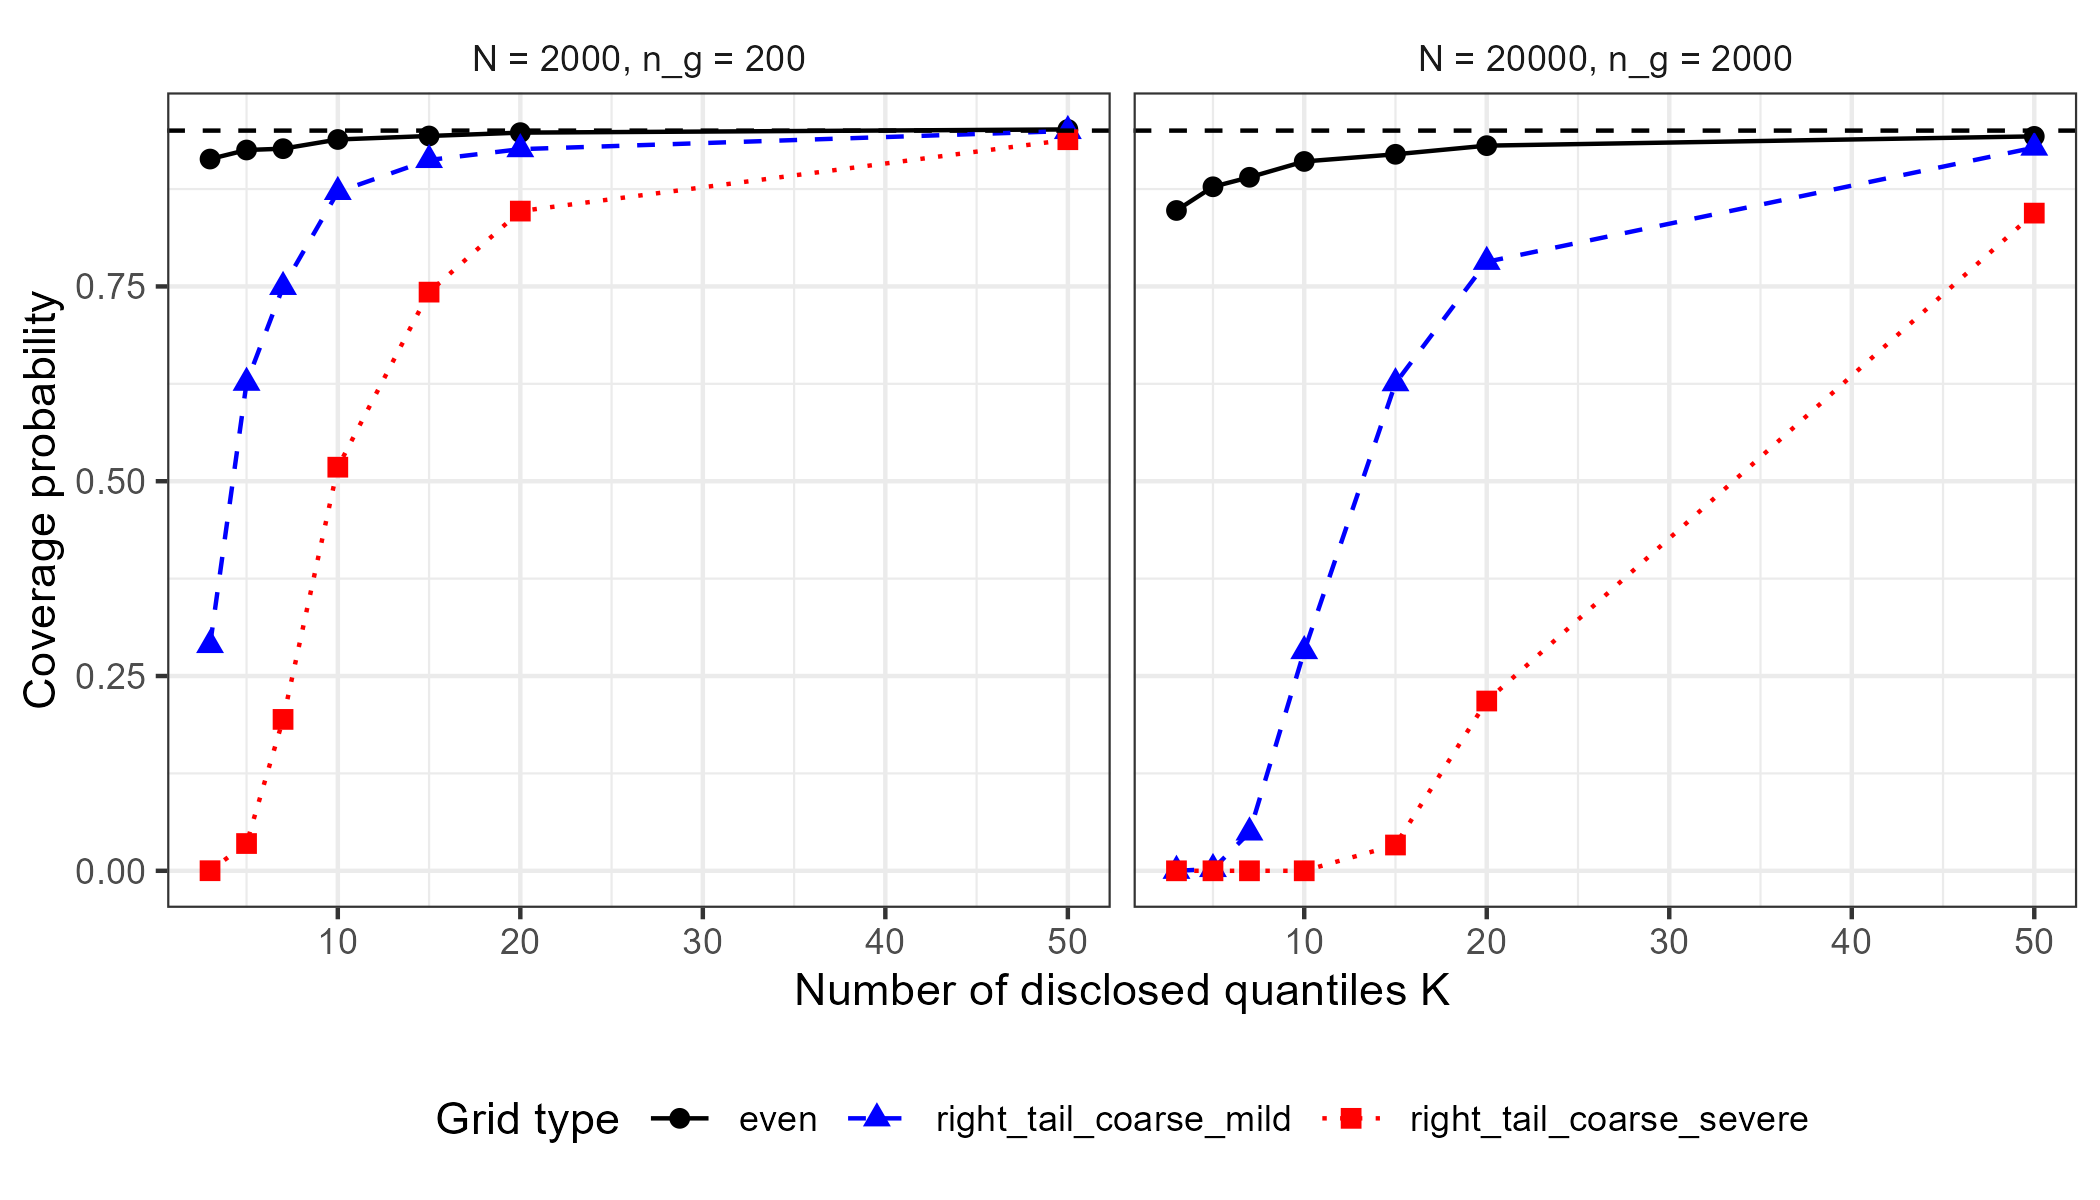 N = 2000, n_g = 200
N = 20000, n_g = 2000
Coverage probability
0.75
0.50
0.25
0.00
10 20 30 40 50
10 20 30 40 50
Number of disclosed quantiles K
Grid type even right_tail_coarse_mild right_tail_coarse_severe